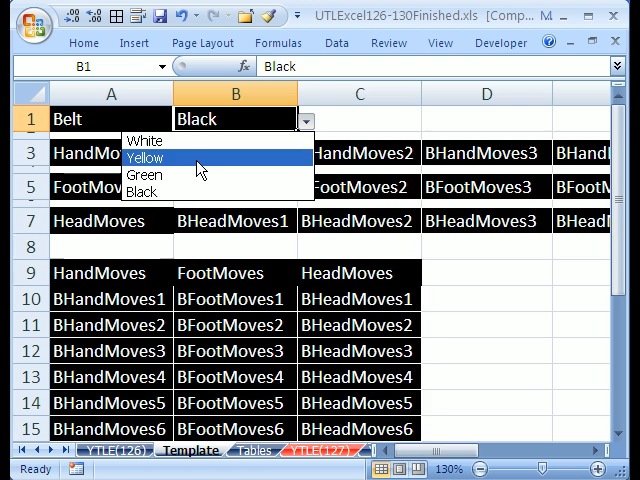 UTLExcel126-130Finished.xls [Comp... M
Home Insert Page Layout Formulas Data Review View Developer
B1 fx Black
A B C D
1 Belt Black
White
Yellow
Green
Black
3 HandMo HandMoves2 BHandMoves3 BHandMo
5 FootMov FootMoves2 BFootMoves3 BFootMov
7 HeadMoves BHeadMoves1 BHeadMoves2 BHeadMoves3 BHeadMo
8
9 HandMoves FootMoves HeadMoves
10 BHandMoves1 BFootMoves1 BHeadMoves1
11 BHandMoves2 BFootMoves2 BHeadMoves2
12 BHandMoves3 BFootMoves3 BHeadMoves3
13 BHandMoves4 BFootMoves4 BHeadMoves4
14 BHandMoves5 BFootMoves5 BHeadMoves5
15 BHandMoves6 BFootMoves6 BHeadMoves6
YTLE(126) Template Tables YTLE(127)
Ready 130%